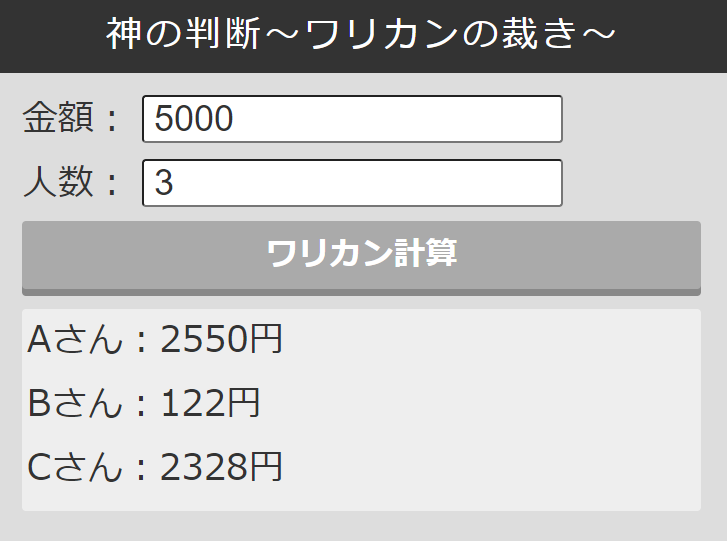 神の判断～ワリカンの裁き～
金額： 5000
人数： 3
ワリカン計算
Aさん：2550円
Bさん：122円
Cさん：2328円